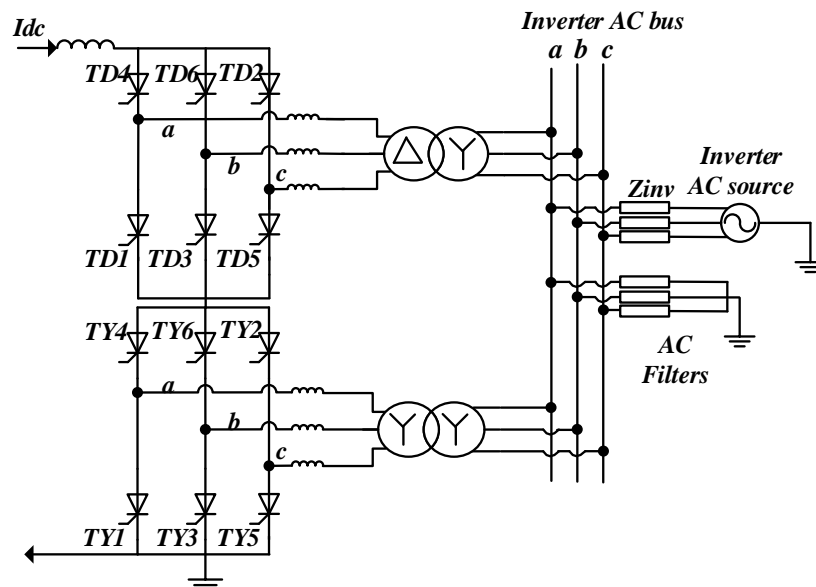 Idc
Inverter AC bus
a b c
TD4 TD6 TD2
a
b
c
Inverter
AC source
Zinv
TD1 TD3 TD5
TY4 TY6 TY2
AC
Filters
a
b
c
TY1 TY3 TY5